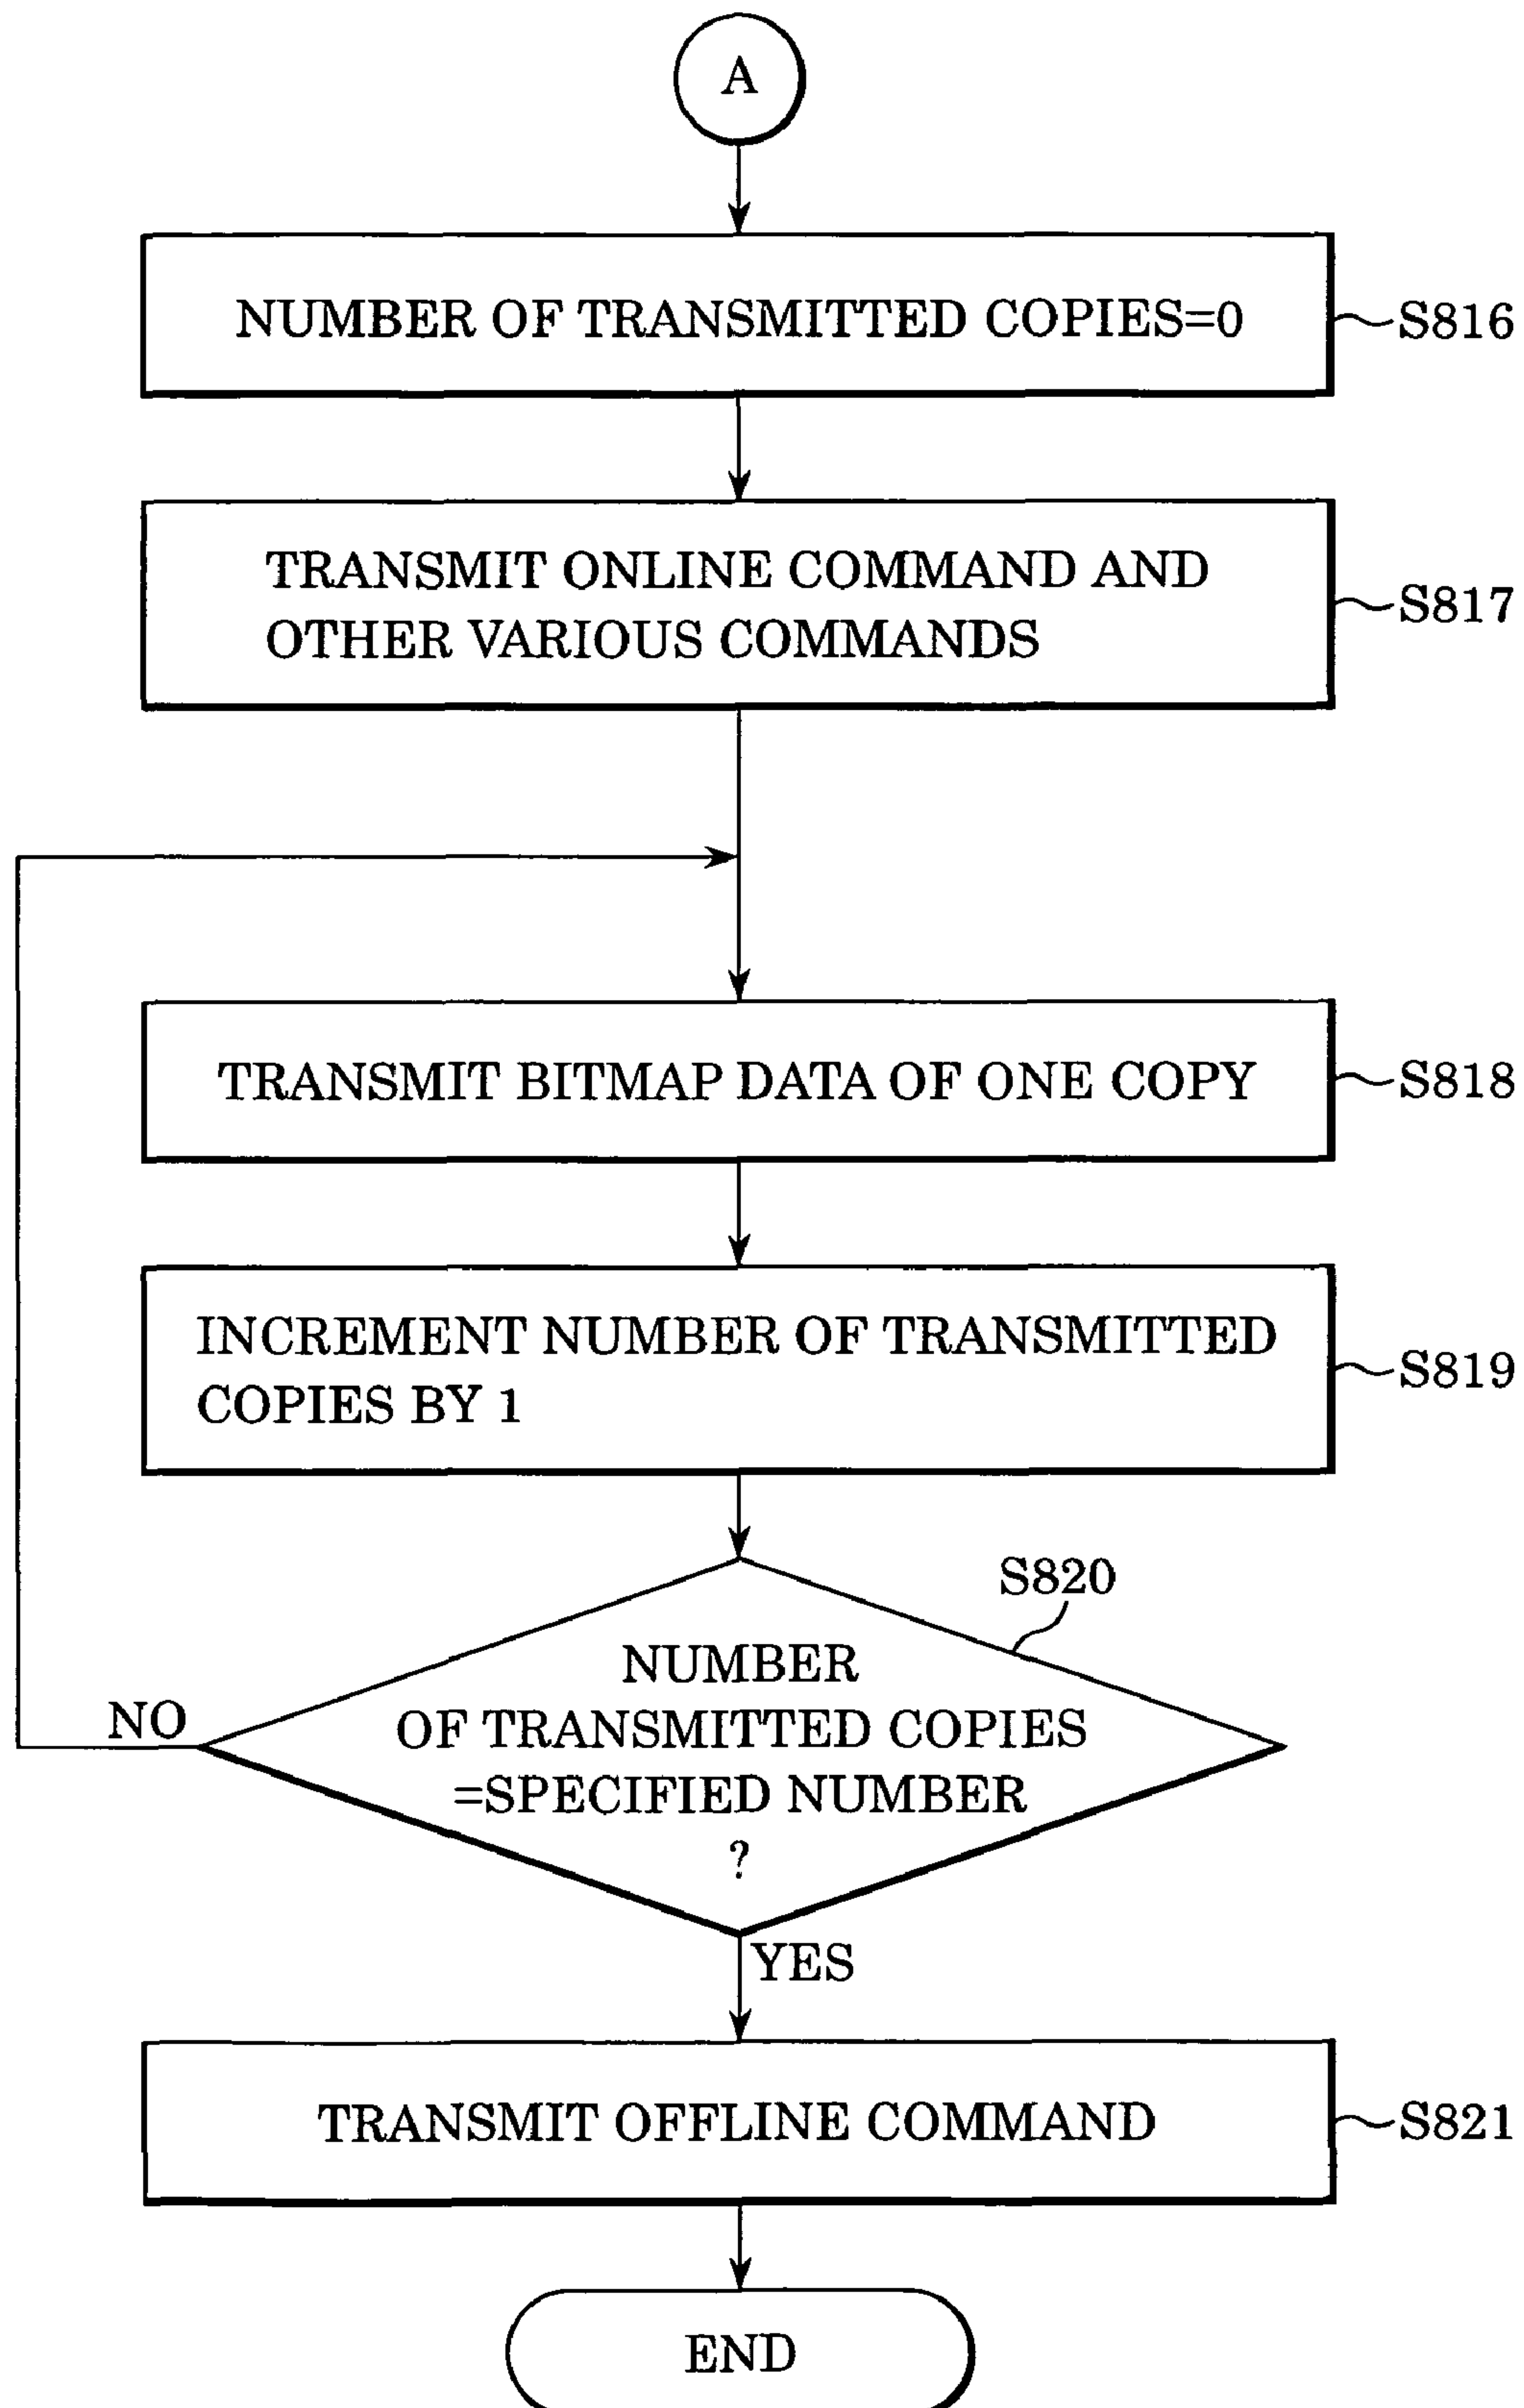 A
NUMBER OF TRANSMITTED COPIES=0
S816
TRANSMIT ONLINE COMMAND AND
OTHER VARIOUS COMMANDS
S817
TRANSMIT BITMAP DATA OF ONE COPY
S818
INCREMENT NUMBER OF TRANSMITTED
COPIES BY 1
S819
S820
NUMBER
OF TRANSMITTED COPIES
=SPECIFIED NUMBER
?
NO
YES
TRANSMIT OFFLINE COMMAND
S821
END